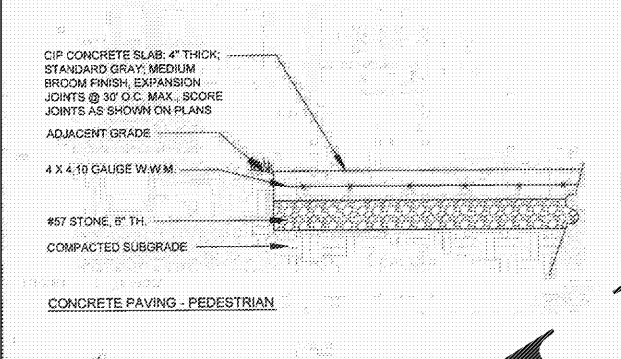 CIP CONCRETE SLAB: 4" THICK;
STANDARD GRAY; MEDIUM
BROOM FINISH, EXPANSION
JOINTS @ 30' O.C. MAX., SCORE
JOINTS AS SHOWN ON PLANS
ADJACENT GRADE
4 X 4,10 GAUGE W.W.M.
#57 STONE, 6" TH.
COMPACTED SUBGRADE
CONCRETE PAVING - PEDESTRIAN